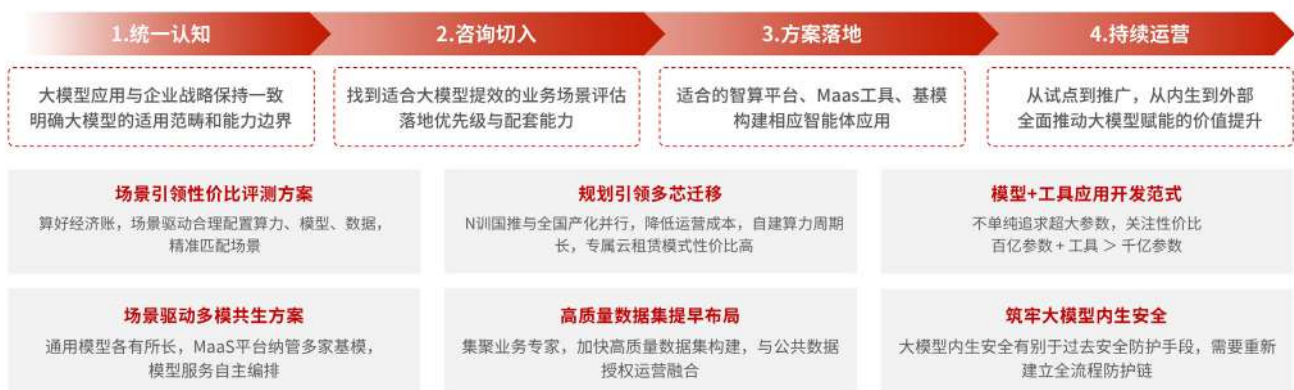 1.统一认知
2.咨询切入
3.方案落地
4.持续运营
大模型应用与企业战略保持一致
明确大模型的适用范畴和能力边界
找到适合大模型提效的业务场景评估
落地优先级与配套能力
适合的智算平台、Maas工具、基模
构建相应智能体应用
从试点到推广，从内生到外部
全面推动大模型赋能的价值提升
场景引领性价比评测方案
算好经济账，场景驱动合理配置算力、模型、数据，
精准匹配场景
规划引领多芯迁移
N训国推与全国产化并行，降低运营成本，自建算力周期
长，专属云租赁模式性价比高
模型+工具应用开发范式
不单纯追求超大参数，关注性价比
百亿参数 + 工具 ＞ 千亿参数
场景驱动多模共生方案
通用模型各有所长，MaaS平台纳管多家基模，
模型服务自主编排
高质量数据集提早布局
集聚业务专家，加快高质量数据集构建，与公共数据
授权运营融合
筑牢大模型内生安全
大模型内生安全有别于过去安全防护手段，需要重新
建立全流程防护链